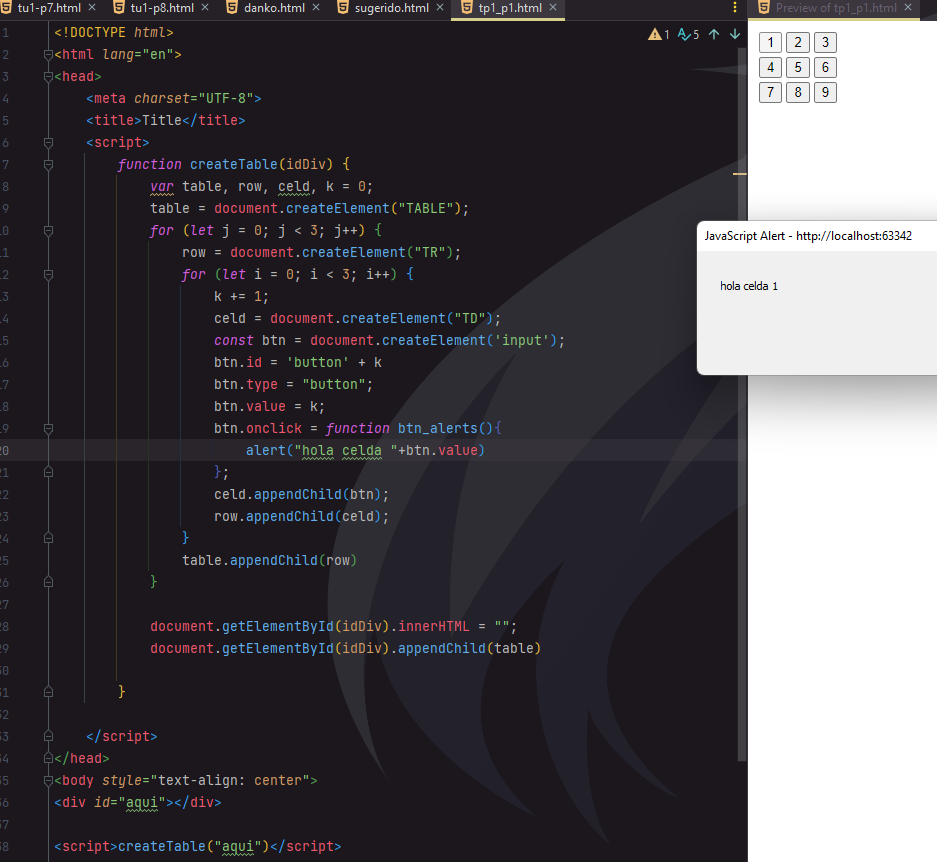 tu1-p7.html × tu1-p8.html × danko.html × sugerido.html × tp1_p1.html × Preview of tp1_p1.html ×
1 <!DOCTYPE html>
2 <html lang="en">
3 <head>
4 <meta charset="UTF-8">
5 <title>Title</title>
6 <script>
7 function createTable(idDiv) {
8 var table, row, celd, k = 0;
9 table = document.createElement("TABLE");
10 for (let j = 0; j < 3; j++) {
11 row = document.createElement("TR");
12 for (let i = 0; i < 3; i++) {
13 k += 1;
14 celd = document.createElement("TD");
15 const btn = document.createElement('input');
16 btn.id = 'button' + k
17 btn.type = "button";
18 btn.value = k;
19 btn.onclick = function btn_alerts(){
20 alert("hola celda "+btn.value)
21 };
22 celd.appendChild(btn);
23 row.appendChild(celd);
24 }
25 table.appendChild(row)
26 }
27
28 document.getElementById(idDiv).innerHTML = "";
29 document.getElementById(idDiv).appendChild(table)
30
31 }
32
33 </script>
34 </head>
35 <body style="text-align: center">
36 <div id="aqui"></div>
37
38 <script>createTable("aqui")</script>
1 5
1 2 3
4 5 6
7 8 9
JavaScript Alert - http://localhost:63342
hola celda 1